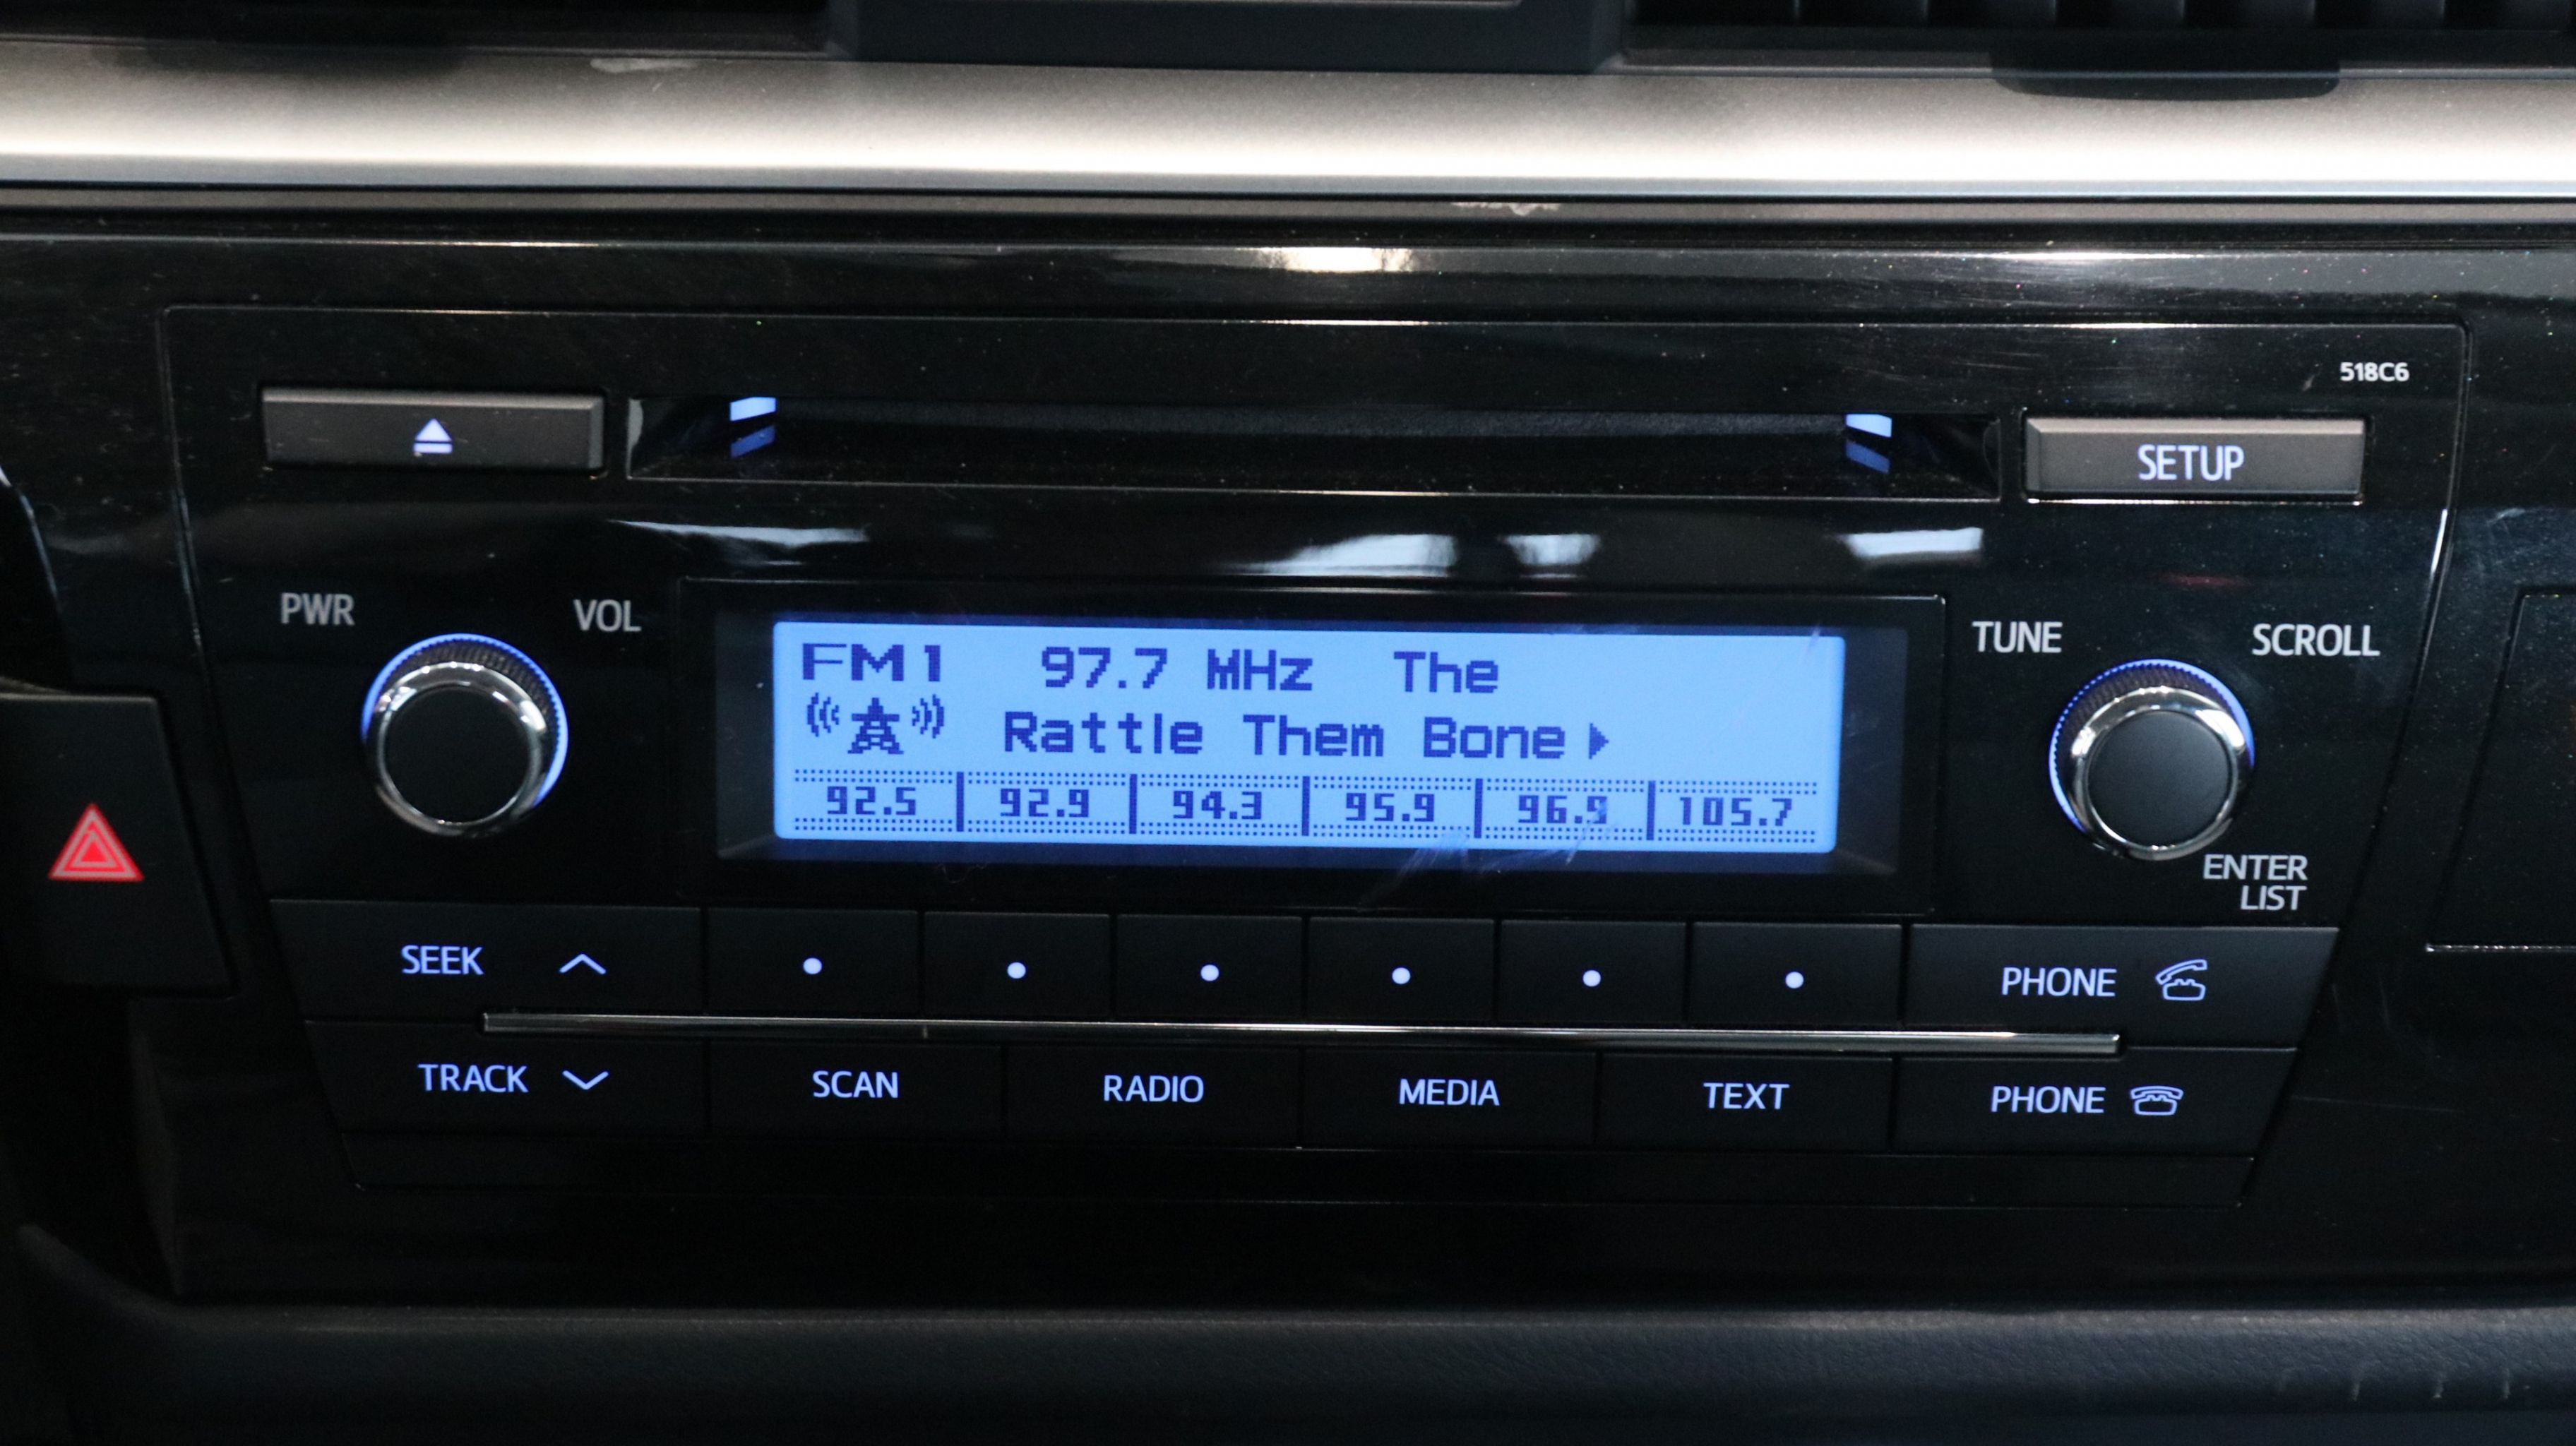 518C6
SETUP
PWR VOL
TUNE SCROLL
FM1 97.7 MHz The
Rattle Them Bone
92.5 92.9 94.3 95.9 96.9 105.7
ENTER
LIST
SEEK
PHONE
TRACK SCAN RADIO MEDIA TEXT PHONE